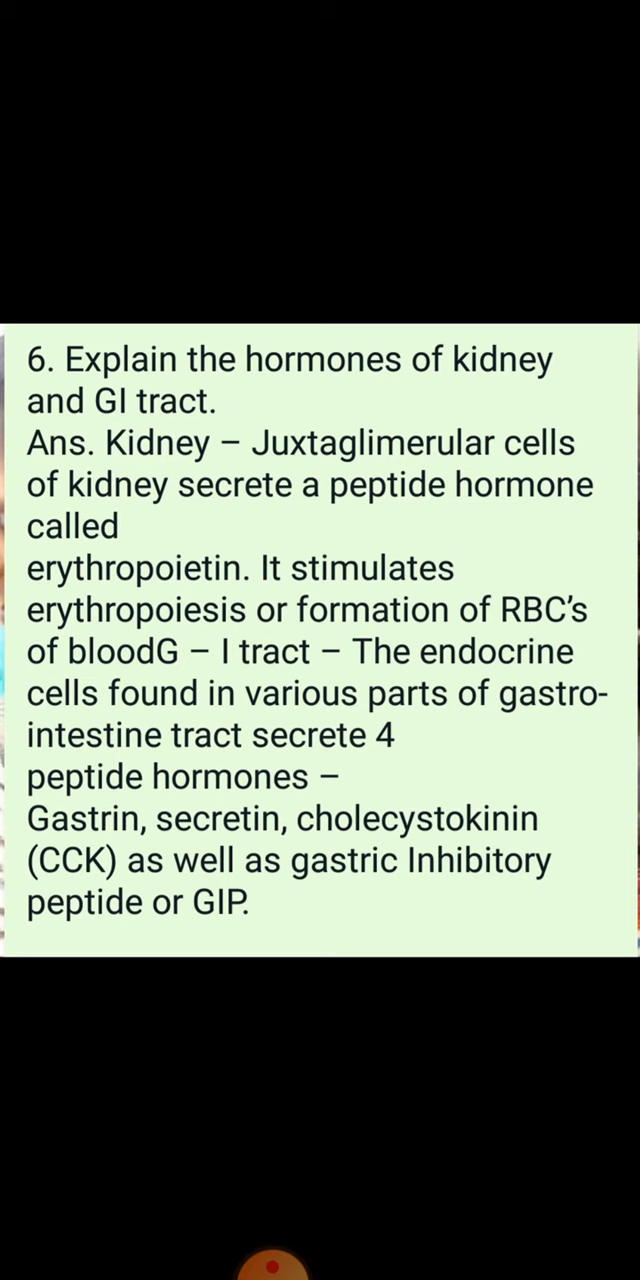 6. Explain the hormones of kidney
and GI tract.
Ans. Kidney – Juxtaglimerular cells
of kidney secrete a peptide hormone
called
erythropoietin. It stimulates
erythropoiesis or formation of RBC’s
of bloodG – I tract – The endocrine
cells found in various parts of gastro-
intestine tract secrete 4
peptide hormones –
Gastrin, secretin, cholecystokinin
(CCK) as well as gastric Inhibitory
peptide or GIP.